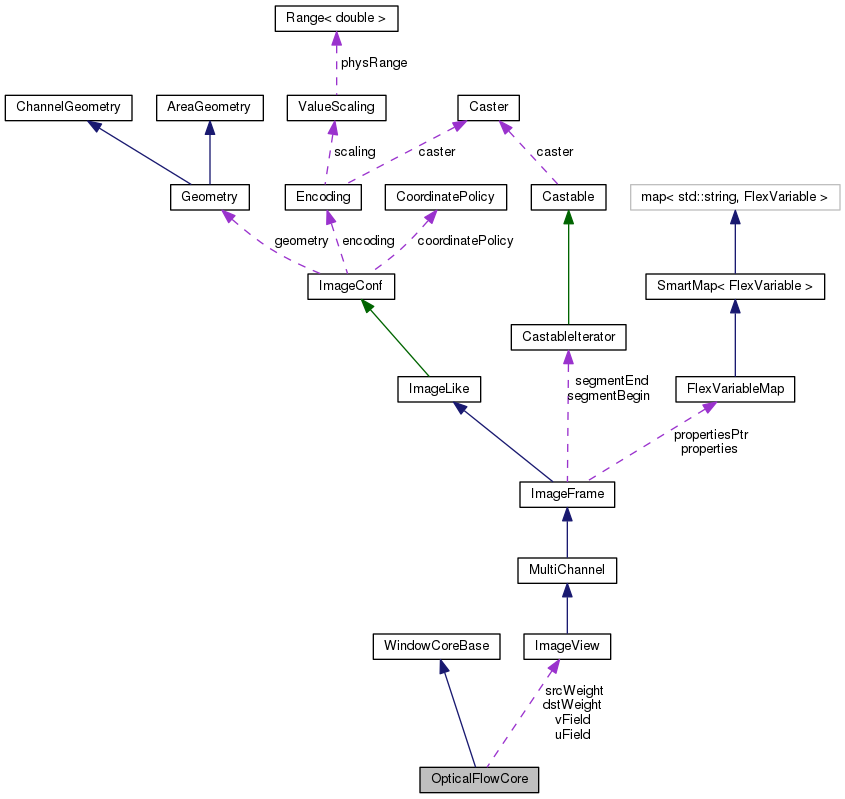 Range< double >
physRange
ChannelGeometry
AreaGeometry
ValueScaling
Caster
scaling
caster
caster
Geometry
Encoding
CoordinatePolicy
Castable
map< std::string, FlexVariable >
geometry
encoding
coordinatePolicy
ImageConf
SmartMap< FlexVariable >
CastableIterator
segmentEnd
segmentBegin
ImageLike
FlexVariableMap
propertiesPtr
properties
ImageFrame
MultiChannel
WindowCoreBase
ImageView
srcWeight
dstWeight
vField
uField
OpticalFlowCore